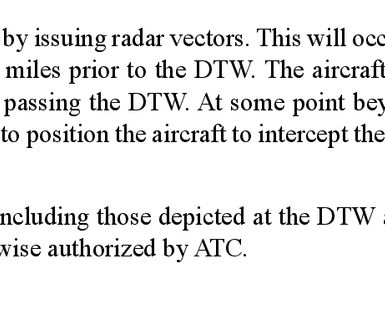 by issuing radar vectors. This will occ
miles prior to the DTW. The aircraft
passing the DTW. At some point bey
to position the aircraft to intercept the
ncluding those depicted at the DTW a
wise authorized by ATC.